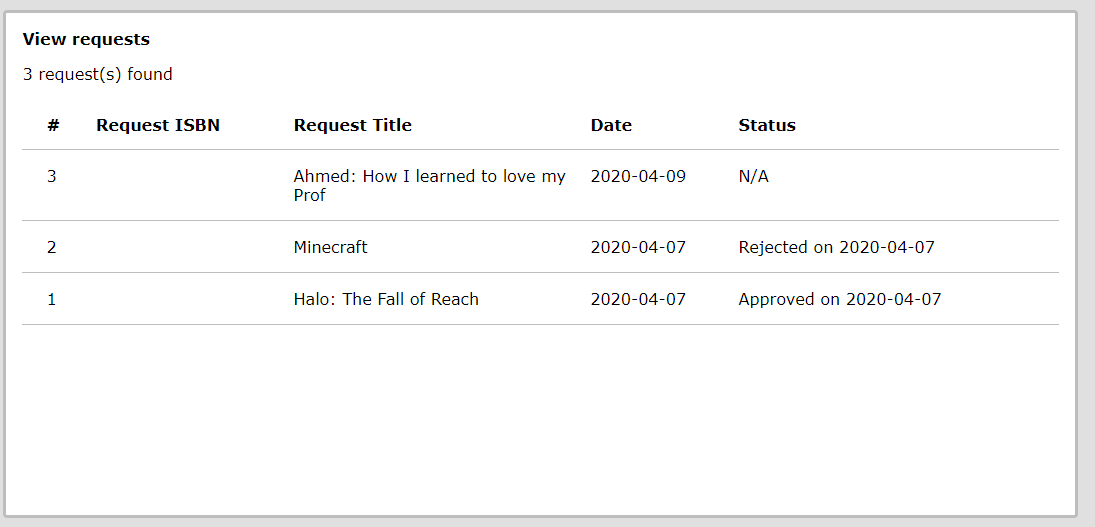 View requests
3 request(s) found
# Request ISBN Request Title Date Status
3 Ahmed: How I learned to love my 2020-04-09 N/A
Prof
2 Minecraft 2020-04-07 Rejected on 2020-04-07
1 Halo: The Fall of Reach 2020-04-07 Approved on 2020-04-07